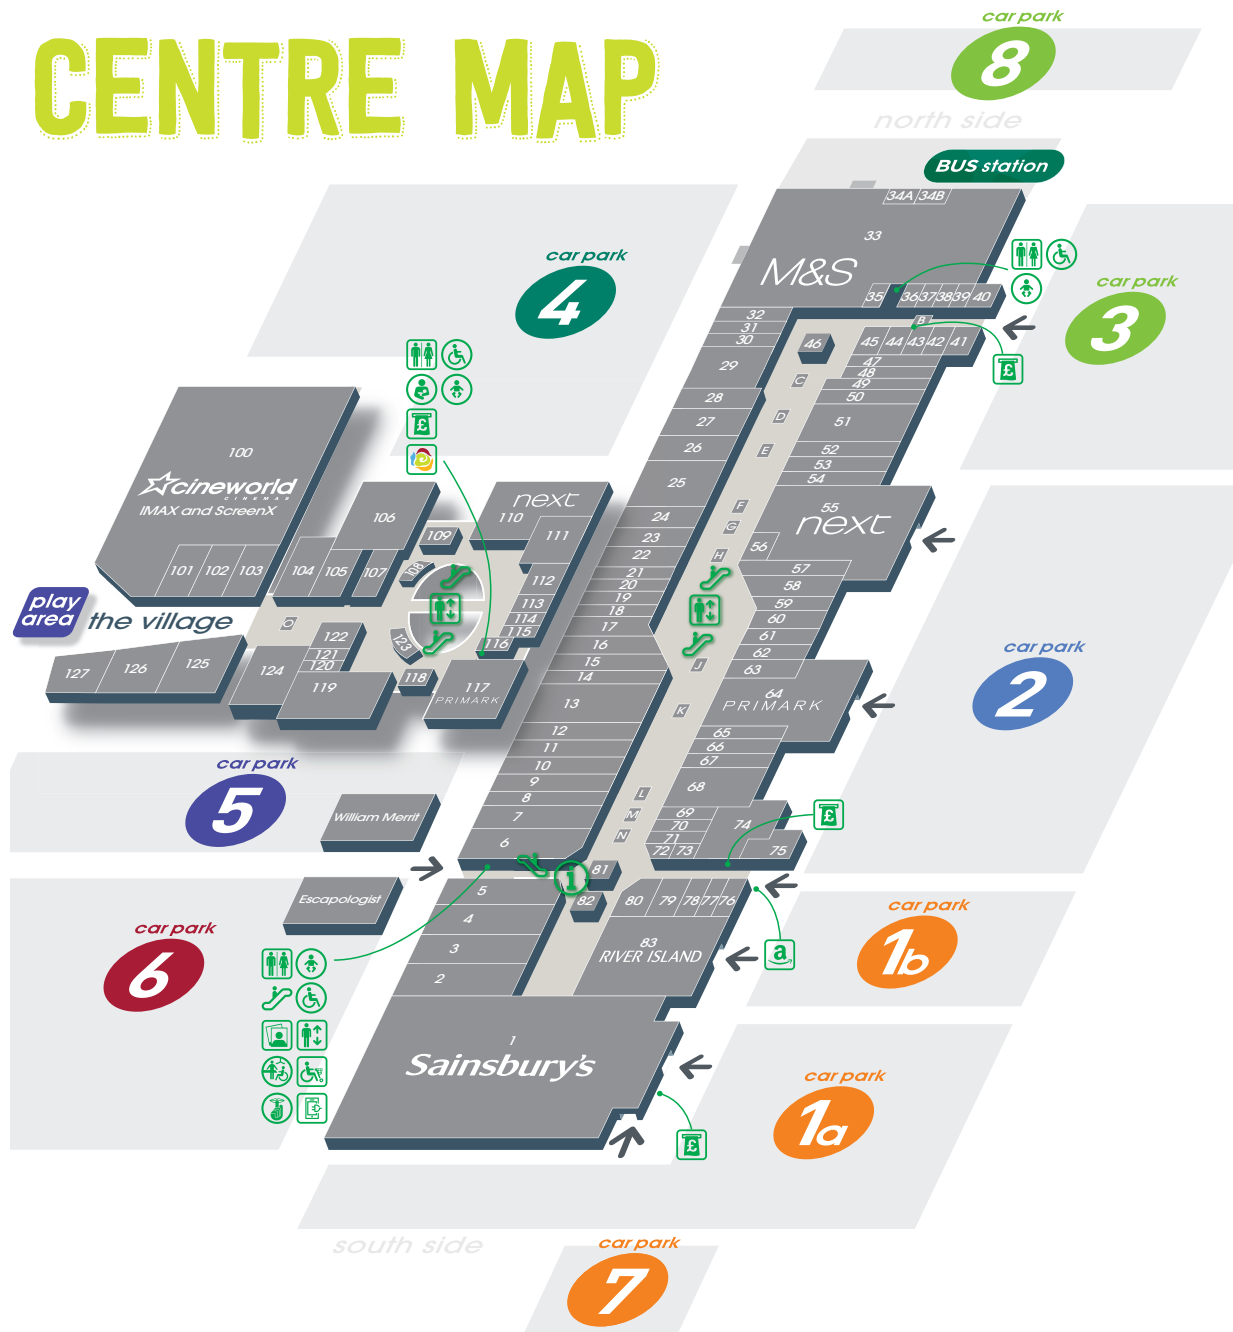 CENTRE MAP
car park
8
north side
BUS station
34A 34B
33
M&S
35 36 37 38 39 40
B
car park
4
car park
3
32
31
30
46
45 44 43 42 41
£
29
C
47
48
49
50
28
D
27
51
26
E
52
53
54
25
£
100
cineworld
CINEMAS
IMAX and ScreenX
101 102 103
104 105 107
106
109
108
next
110
111
112
113
114
115
116
24
23
22
21
20
19
18
17
16
15
14
13
12
11
10
9
8
7
6
F
G
H
J
K
L
M
N
55
next
56
57
58
59
60
61
62
63
64
PRIMARK
65
66
67
68
69
70
71
72 73
74
75
£
play
area
the village
O
122
121
120
123
127 126 125
124
119
118
117
PRIMARK
car park
2
car park
5
William Merrit
Escapologist
i
81
82
5
4
3
2
80 79 78 77 76
83
RIVER ISLAND
a
car park
1b
car park
6
1
Sainsbury's
£
car park
1a
south side
car park
7